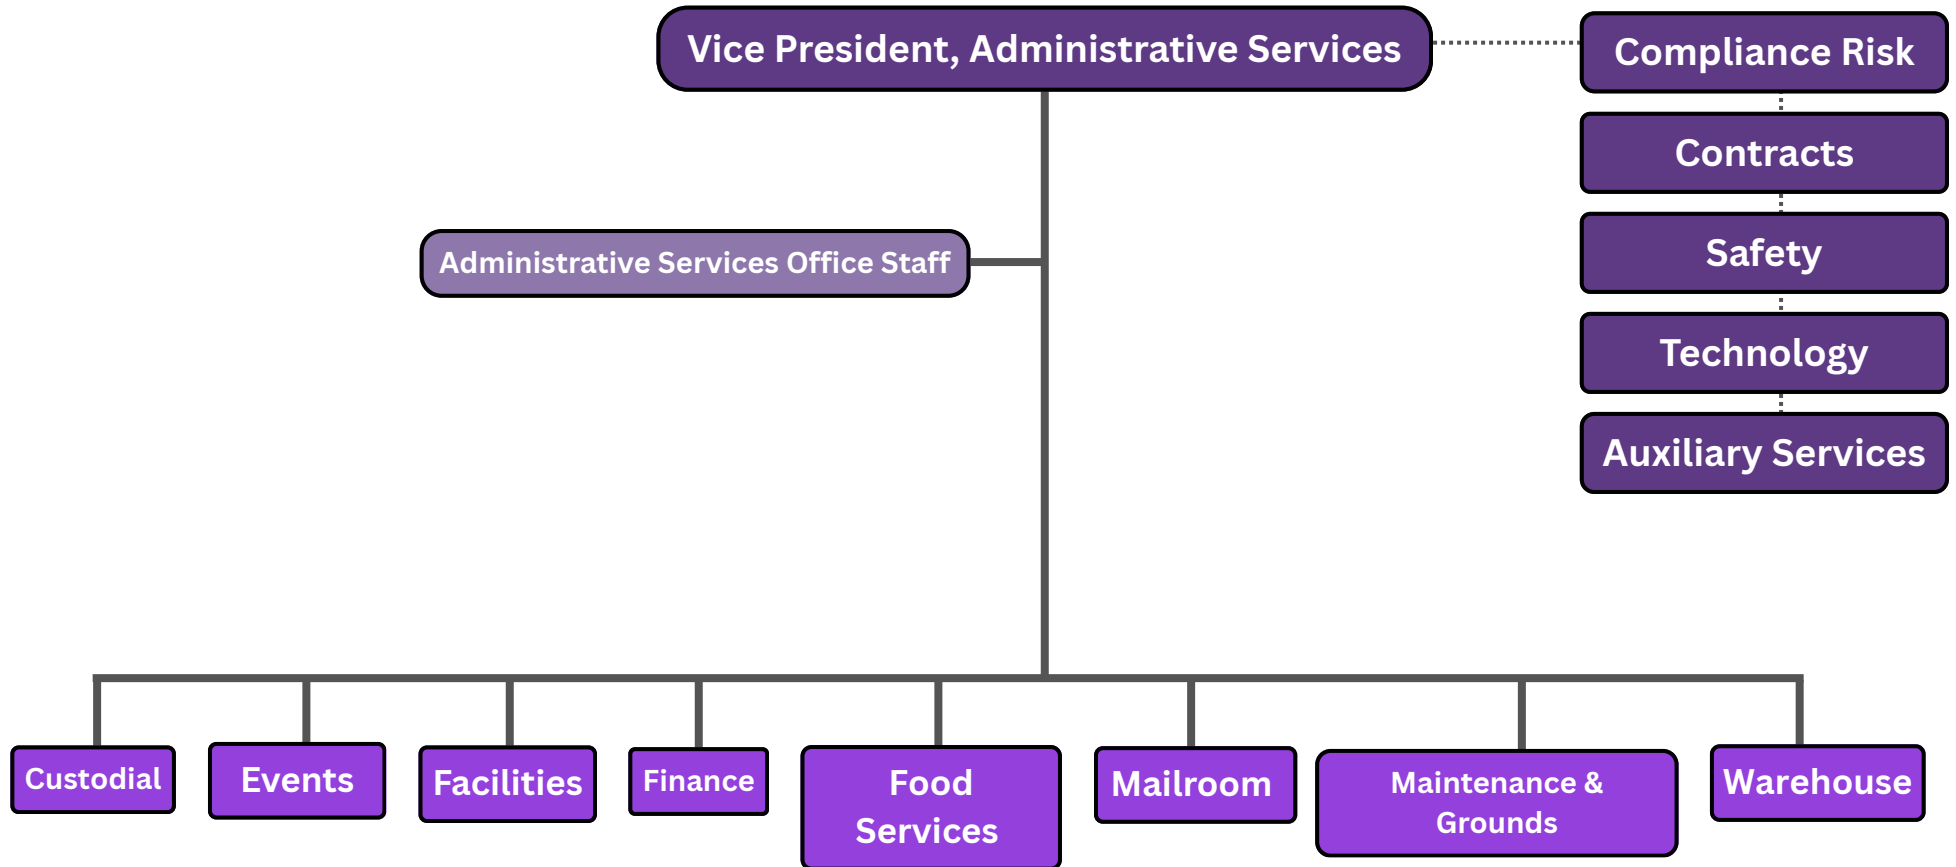 Vice President, Administrative Services
Compliance Risk
Contracts
Safety
Technology
Auxiliary Services
Administrative Services Office Staff
Custodial
Events
Facilities
Finance
Food
Services
Mailroom
Maintenance &
Grounds
Warehouse